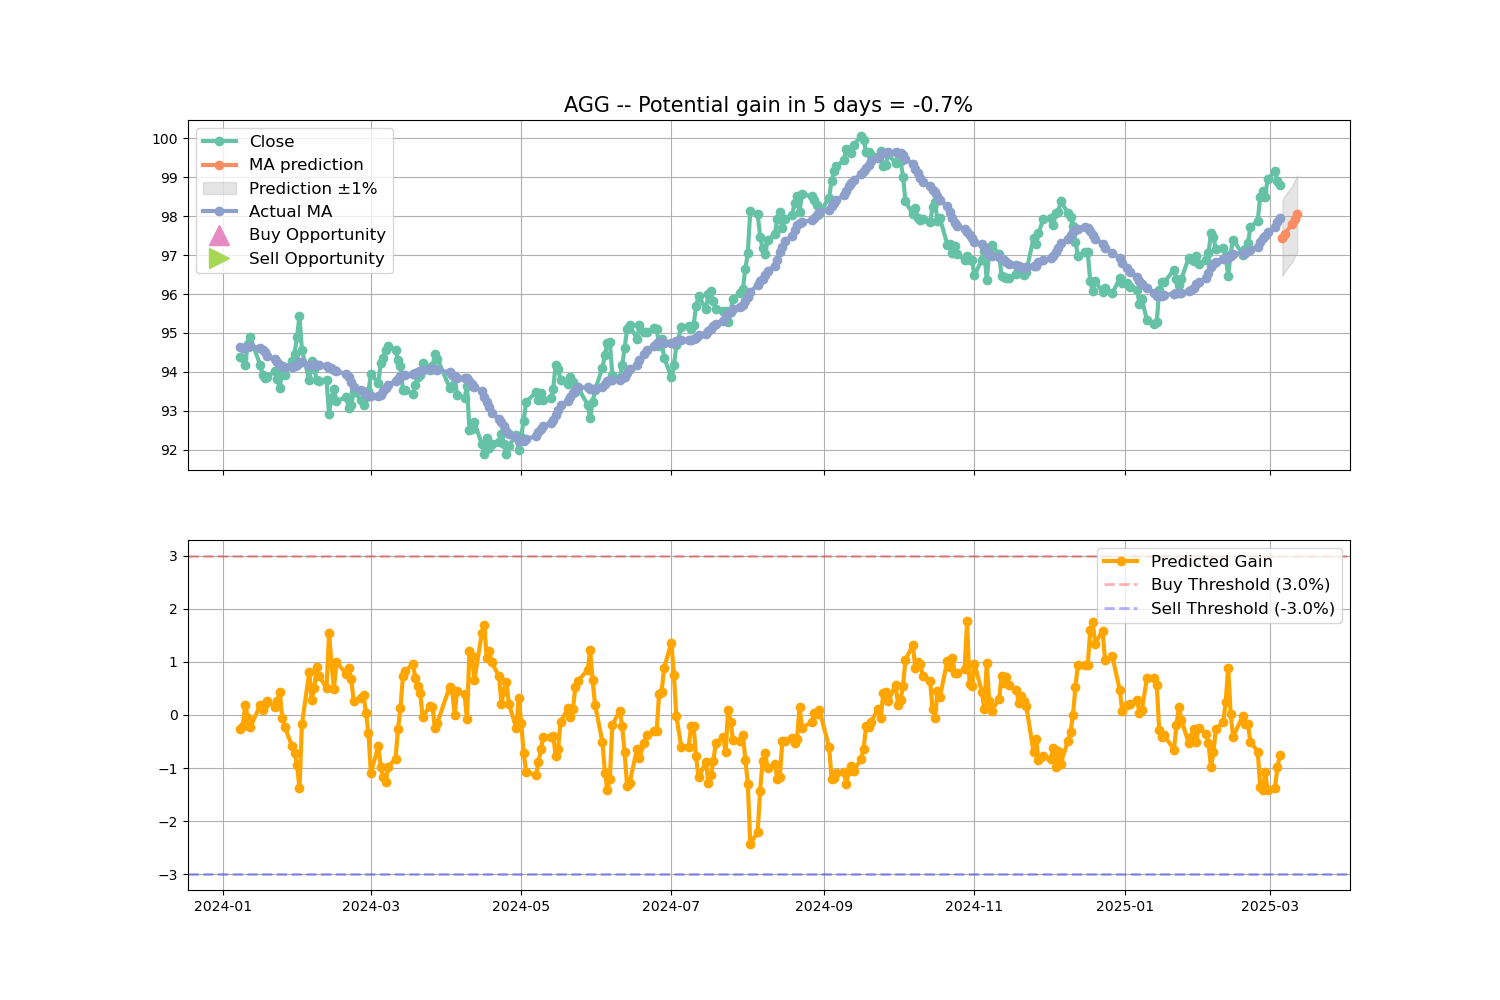 AGG -- Potential gain in 5 days = -0.7%
100
99
98
97
96
95
94
93
92
Close
MA prediction
Prediction ±1%
Actual MA
Buy Opportunity
Sell Opportunity
3
2
1
0
−1
−2
−3
Predicted Gain
Buy Threshold (3.0%)
Sell Threshold (-3.0%)
2024-01 2024-03 2024-05 2024-07 2024-09 2024-11 2025-01 2025-03